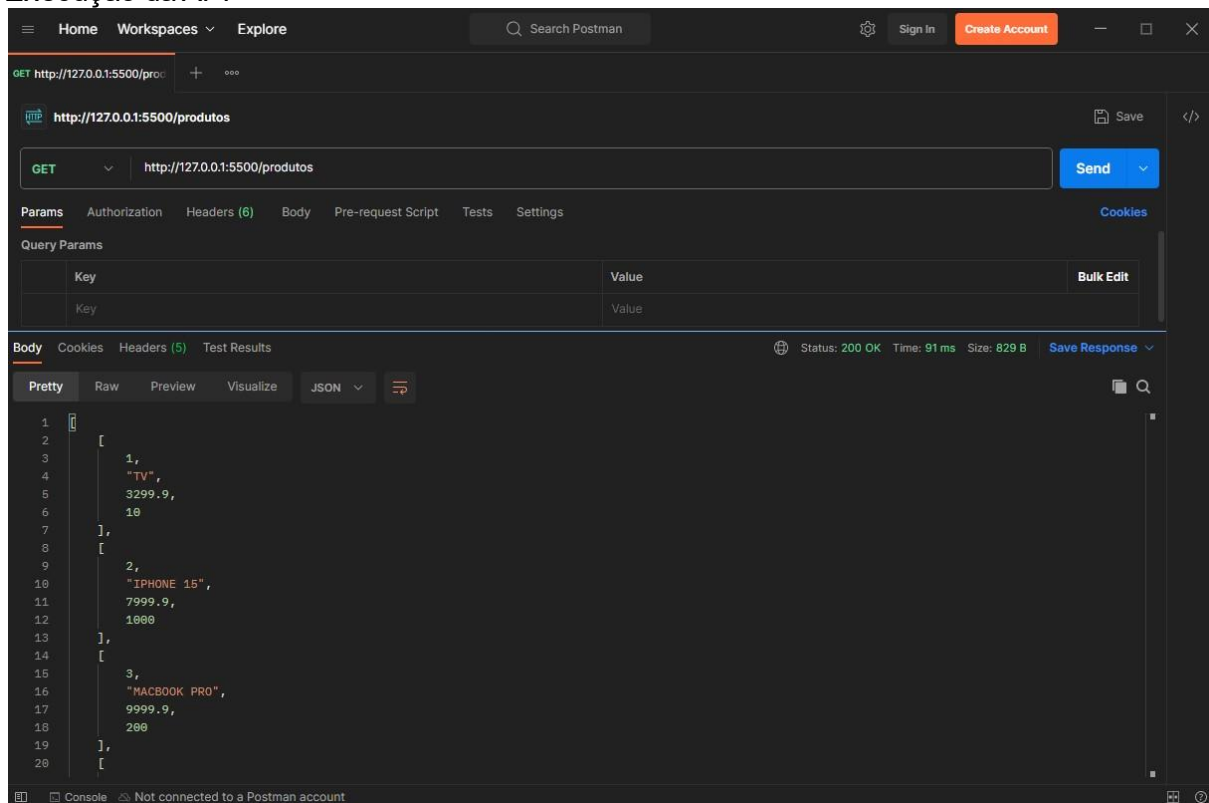 Execução da API
Home Workspaces Explore Search Postman Sign In Create Account
GET http://127.0.0.1:5500/prod
HTTP http://127.0.0.1:5500/produtos Save </>
GET http://127.0.0.1:5500/produtos Send
Params Authorization Headers (6) Body Pre-request Script Tests Settings Cookies
Query Params
Key Value Bulk Edit
Key Value
Body Cookies Headers (5) Test Results Status: 200 OK Time: 91 ms Size: 829 B Save Response
Pretty Raw Preview Visualize JSON
1 [
2 [
3 1,
4 "TV",
5 3299.9,
6 10
7 ],
8 [
9 2,
10 "IPHONE 15",
11 7999.9,
12 1000
13 ],
14 [
15 3,
16 "MACBOOK PRO",
17 9999.9,
18 200
19 ],
20 [
Console Not connected to a Postman account